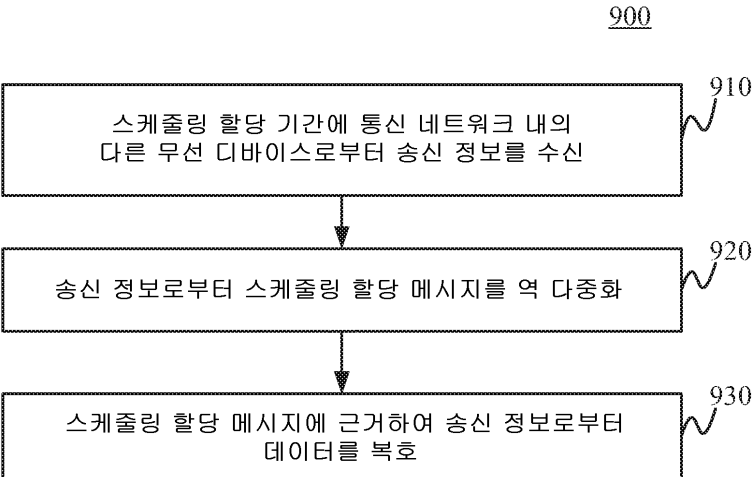 900
910
스케줄링 할당 기간에 통신 네트워크 내의
다른 무선 디바이스로부터 송신 정보를 수신
920
송신 정보로부터 스케줄링 할당 메시지를 역 다중화
930
스케줄링 할당 메시지에 근거하여 송신 정보로부터
데이터를 복호